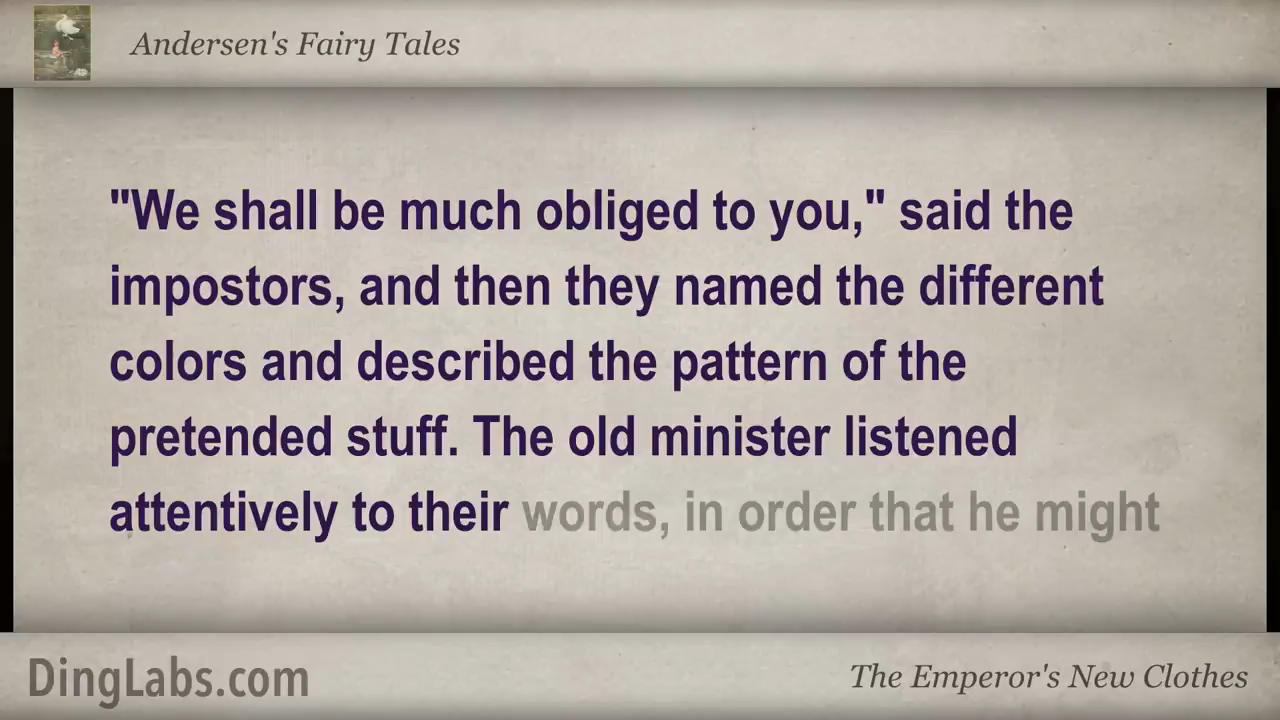 Andersen's Fairy Tales
"We shall be much obliged to you," said the
impostors, and then they named the different
colors and described the pattern of the
pretended stuff. The old minister listened
attentively to their words, in order that he might
DingLabs.com
The Emperor's New Clothes